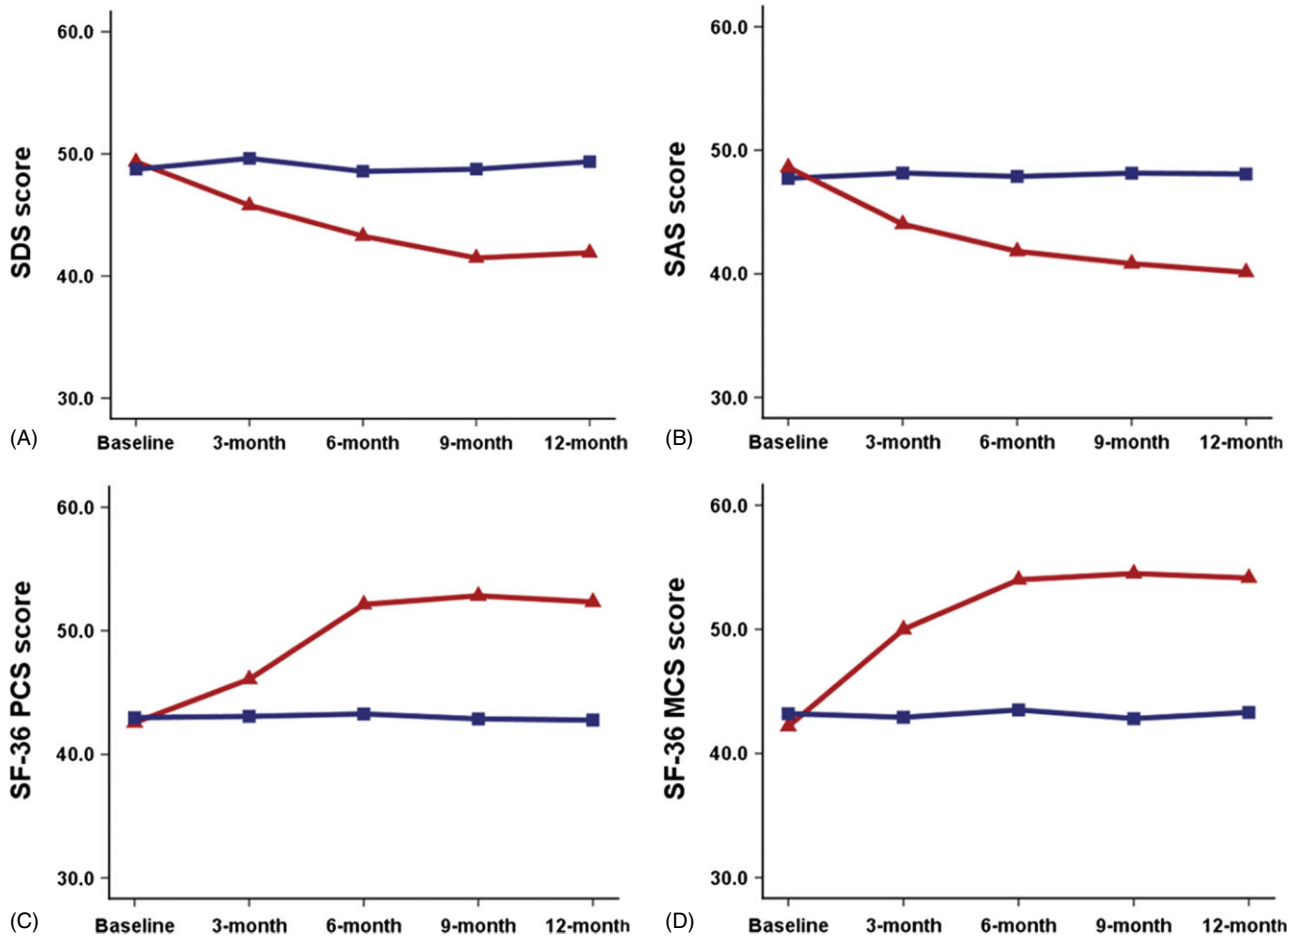 SDS score
60.0
50.0
40.0
30.0
(A)
Baseline 3-month 6-month 9-month 12-month
SAS score
60.0
50.0
40.0
30.0
(B)
Baseline 3-month 6-month 9-month 12-month
SF-36 PCS score
60.0
50.0
40.0
30.0
(C)
Baseline 3-month 6-month 9-month 12-month
SF-36 MCS score
60.0
50.0
40.0
30.0
(D)
Baseline 3-month 6-month 9-month 12-month